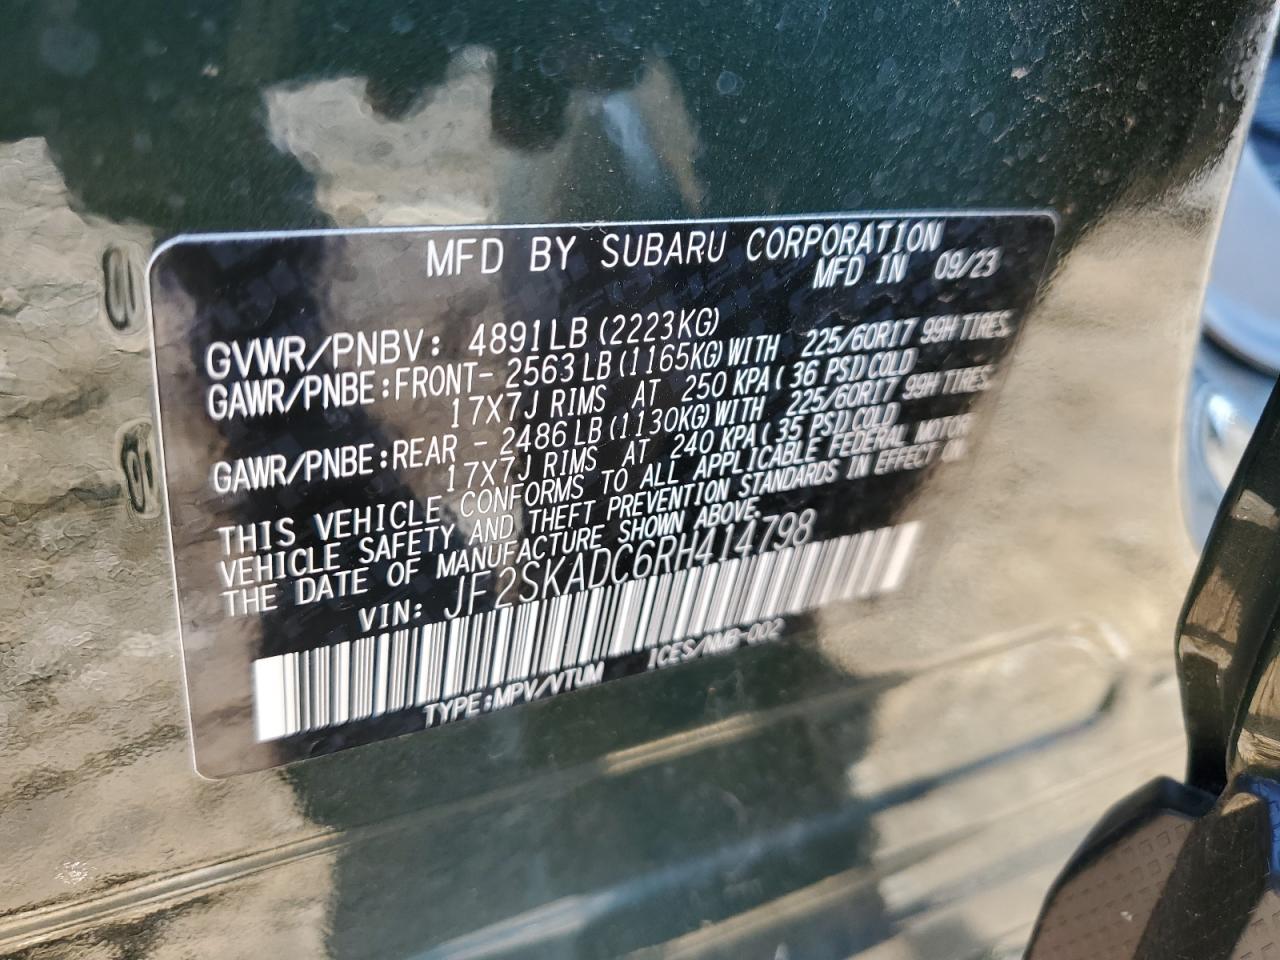 MFD BY SUBARU CORPORATION
MFD IN 09/23
GVWR/PNBV: 4891LB (2223KG)
GAWR/PNBE:FRONT- 2563LB(1165KG)WITH 225/60R17 99H TIRES,
17X7J RIMS AT 250 KPA(36 PSI)COLD
GAWR/PNBE:REAR - 2486LB(1130KG)WITH 225/60R17 99H TIRES,
17X7J RIMS AT 240 KPA(35 PSI)COLD
THIS VEHICLE CONFORMS TO ALL APPLICABLE FEDERAL MOTOR
VEHICLE SAFETY AND THEFT PREVENTION STANDARDS IN EFFECT ON
THE DATE OF MANUFACTURE SHOWN ABOVE.
VIN: JF2SKADC6RH414798
TYPE:MPV/VTUM ICES/NMB-002